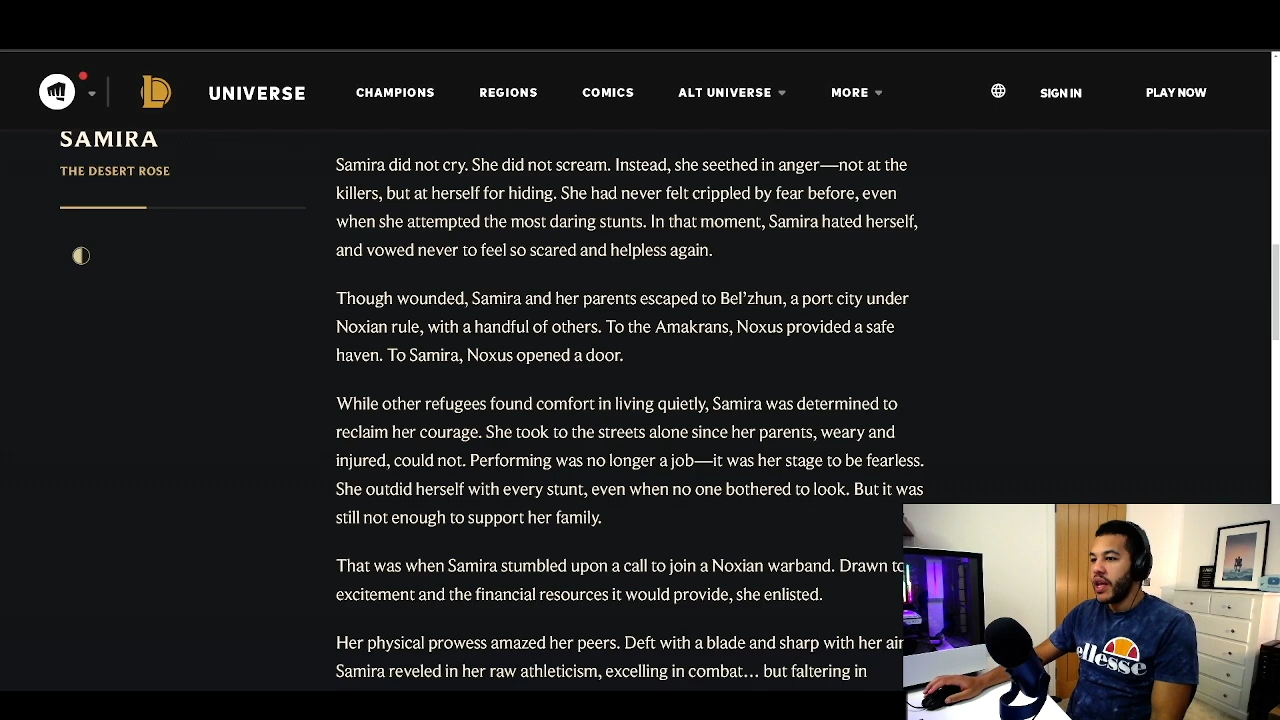 UNIVERSE
CHAMPIONS
REGIONS
COMICS
ALT UNIVERSE
MORE
SIGN IN
PLAY NOW
SAMIRA
THE DESERT ROSE
Samira did not cry. She did not scream. Instead, she seethed in anger—not at the
killers, but at herself for hiding. She had never felt crippled by fear before, even
when she attempted the most daring stunts. In that moment, Samira hated herself,
and vowed never to feel so scared and helpless again.
Though wounded, Samira and her parents escaped to Bel’zhun, a port city under
Noxian rule, with a handful of others. To the Amakrans, Noxus provided a safe
haven. To Samira, Noxus opened a door.
While other refugees found comfort in living quietly, Samira was determined to
reclaim her courage. She took to the streets alone since her parents, weary and
injured, could not. Performing was no longer a job—it was her stage to be fearless.
She outdid herself with every stunt, even when no one bothered to look. But it was
still not enough to support her family.
That was when Samira stumbled upon a call to join a Noxian warband. Drawn to
excitement and the financial resources it would provide, she enlisted.
Her physical prowess amazed her peers. Deft with a blade and sharp with her
Samira reveled in her raw athleticism, excelling in combat… but faltering in
ellesse